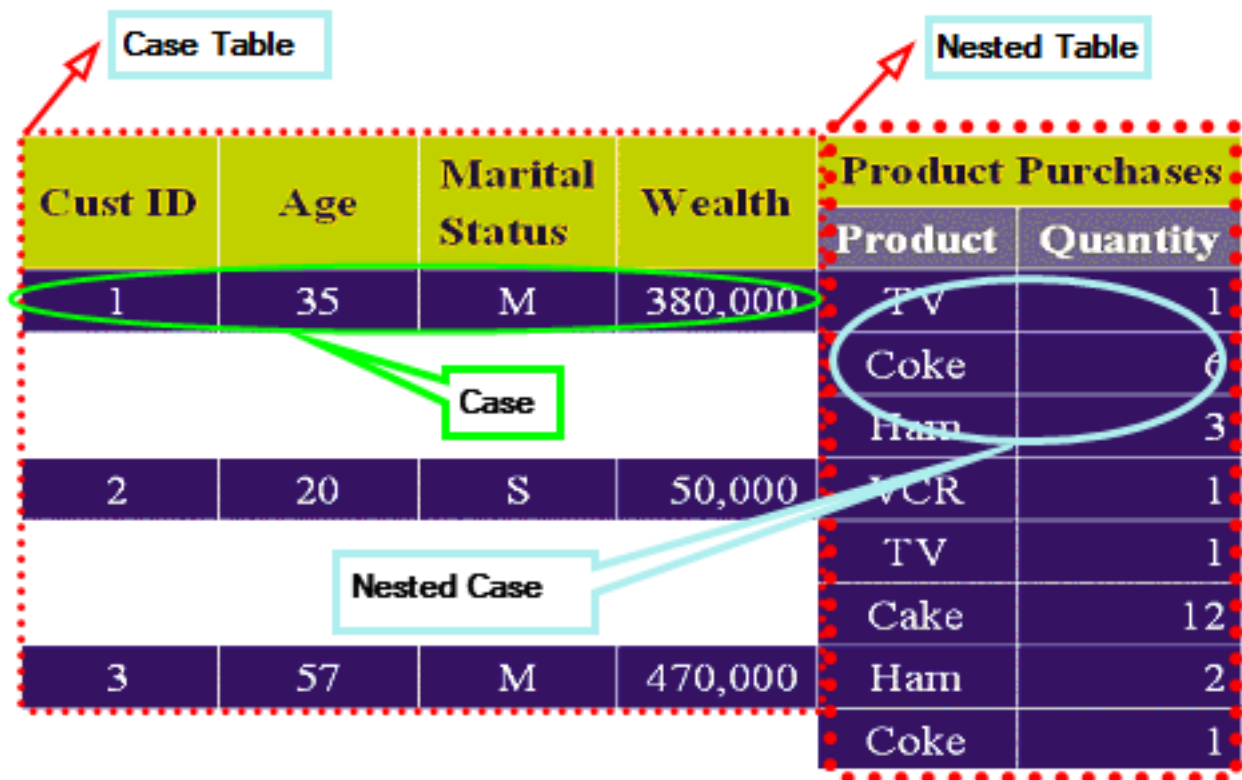 Case Table
Nested Table
Cust ID Age Marital Status Wealth Product Purchases
Product Quantity
1 35 M 380,000 TV 1
Coke 6
Case
Ham 3
2 20 S 50,000 VCR 1
TV 1
Nested Case
Cake 12
3 57 M 470,000 Ham 2
Coke 1